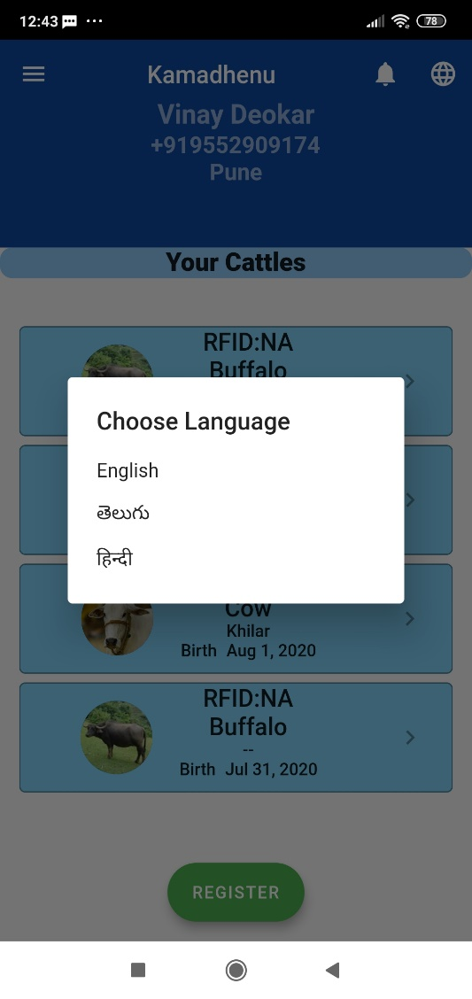 12:43
78
Kamadhenu
Vinay Deokar
+919552909174
Pune
Your Cattles
RFID:NA
Buffalo
Choose Language
English
తెలుగు
हिन्दी
Cow
Khilar
Birth Aug 1, 2020
RFID:NA
Buffalo
--
Birth Jul 31, 2020
REGISTER